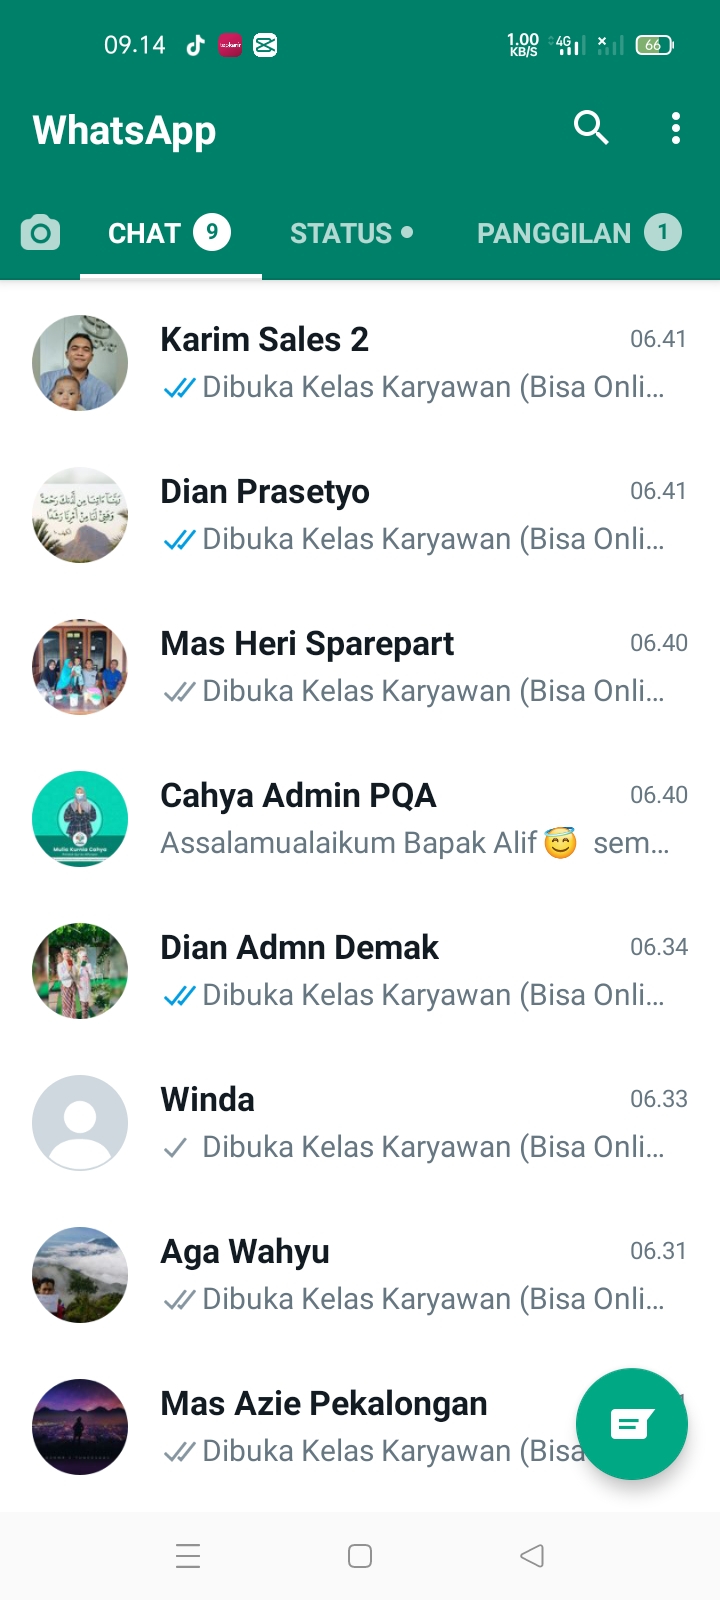 09.14
1.00
KB/S
4G
66
WhatsApp
CHAT 9
STATUS
PANGGILAN 1
Karim Sales 2
06.41
Dibuka Kelas Karyawan (Bisa Onli...
Dian Prasetyo
06.41
Dibuka Kelas Karyawan (Bisa Onli...
Mas Heri Sparepart
06.40
Dibuka Kelas Karyawan (Bisa Onli...
Cahya Admin PQA
06.40
Assalamualaikum Bapak Alif 😇 sem...
Mulia Kurnia Cahya
Dian Admn Demak
06.34
Dibuka Kelas Karyawan (Bisa Onli...
Winda
06.33
Dibuka Kelas Karyawan (Bisa Onli...
Aga Wahyu
06.31
Dibuka Kelas Karyawan (Bisa Onli...
Mas Azie Pekalongan
Dibuka Kelas Karyawan (Bisa